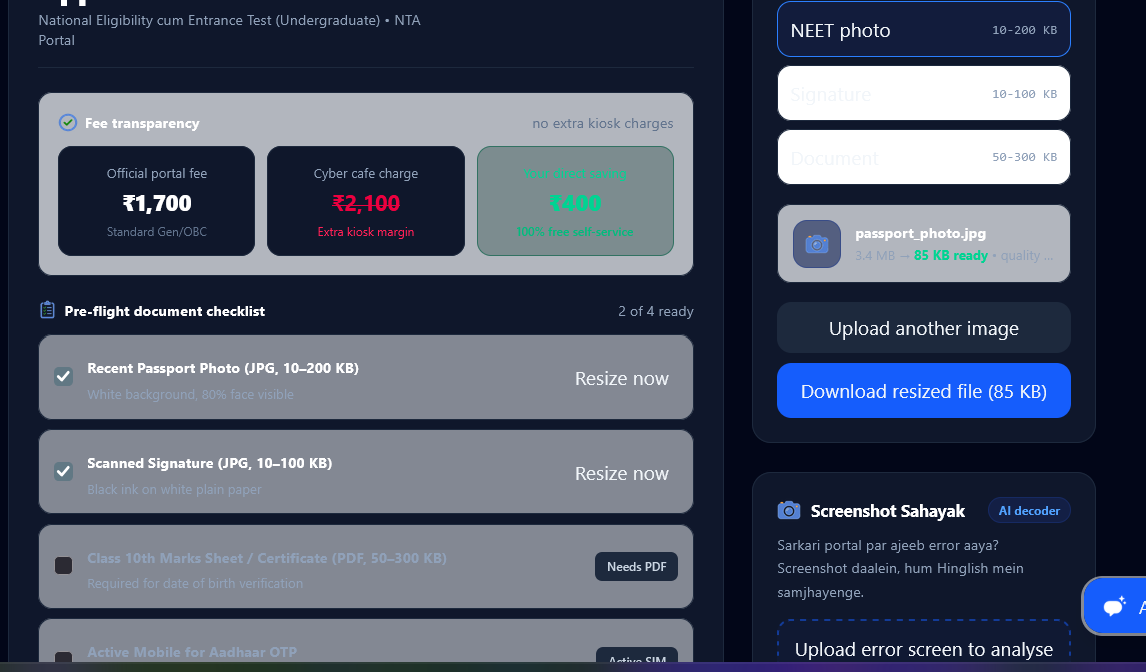 National Eligibility cum Entrance Test (Undergraduate) • NTA
Portal
Fee transparency
no extra kiosk charges
Official portal fee
₹1,700
Standard Gen/OBC
Cyber cafe charge
₹2,100
Extra kiosk margin
₹400
100% free self-service
Pre-flight document checklist
2 of 4 ready
Recent Passport Photo (JPG, 10–200 KB)
White background, 80% face visible
Resize now
Scanned Signature (JPG, 10–100 KB)
Black ink on white plain paper
Resize now
Class 10th Marks Sheet / Certificate (PDF, 50–300 KB)
Required for date of birth verification
Needs PDF
Active Mobile for Aadhaar OTP
Active SIM
NEET photo
10-200 KB
Signature
10-100 KB
Document
50-300 KB
passport_photo.jpg
3.4 MB → 85 KB ready • quality ...
Upload another image
Download resized file (85 KB)
Screenshot Sahayak
AI decoder
Sarkari portal par ajeeb error aaya?
Screenshot daalein, hum Hinglish mein
samjhayenge.
Upload error screen to analyse